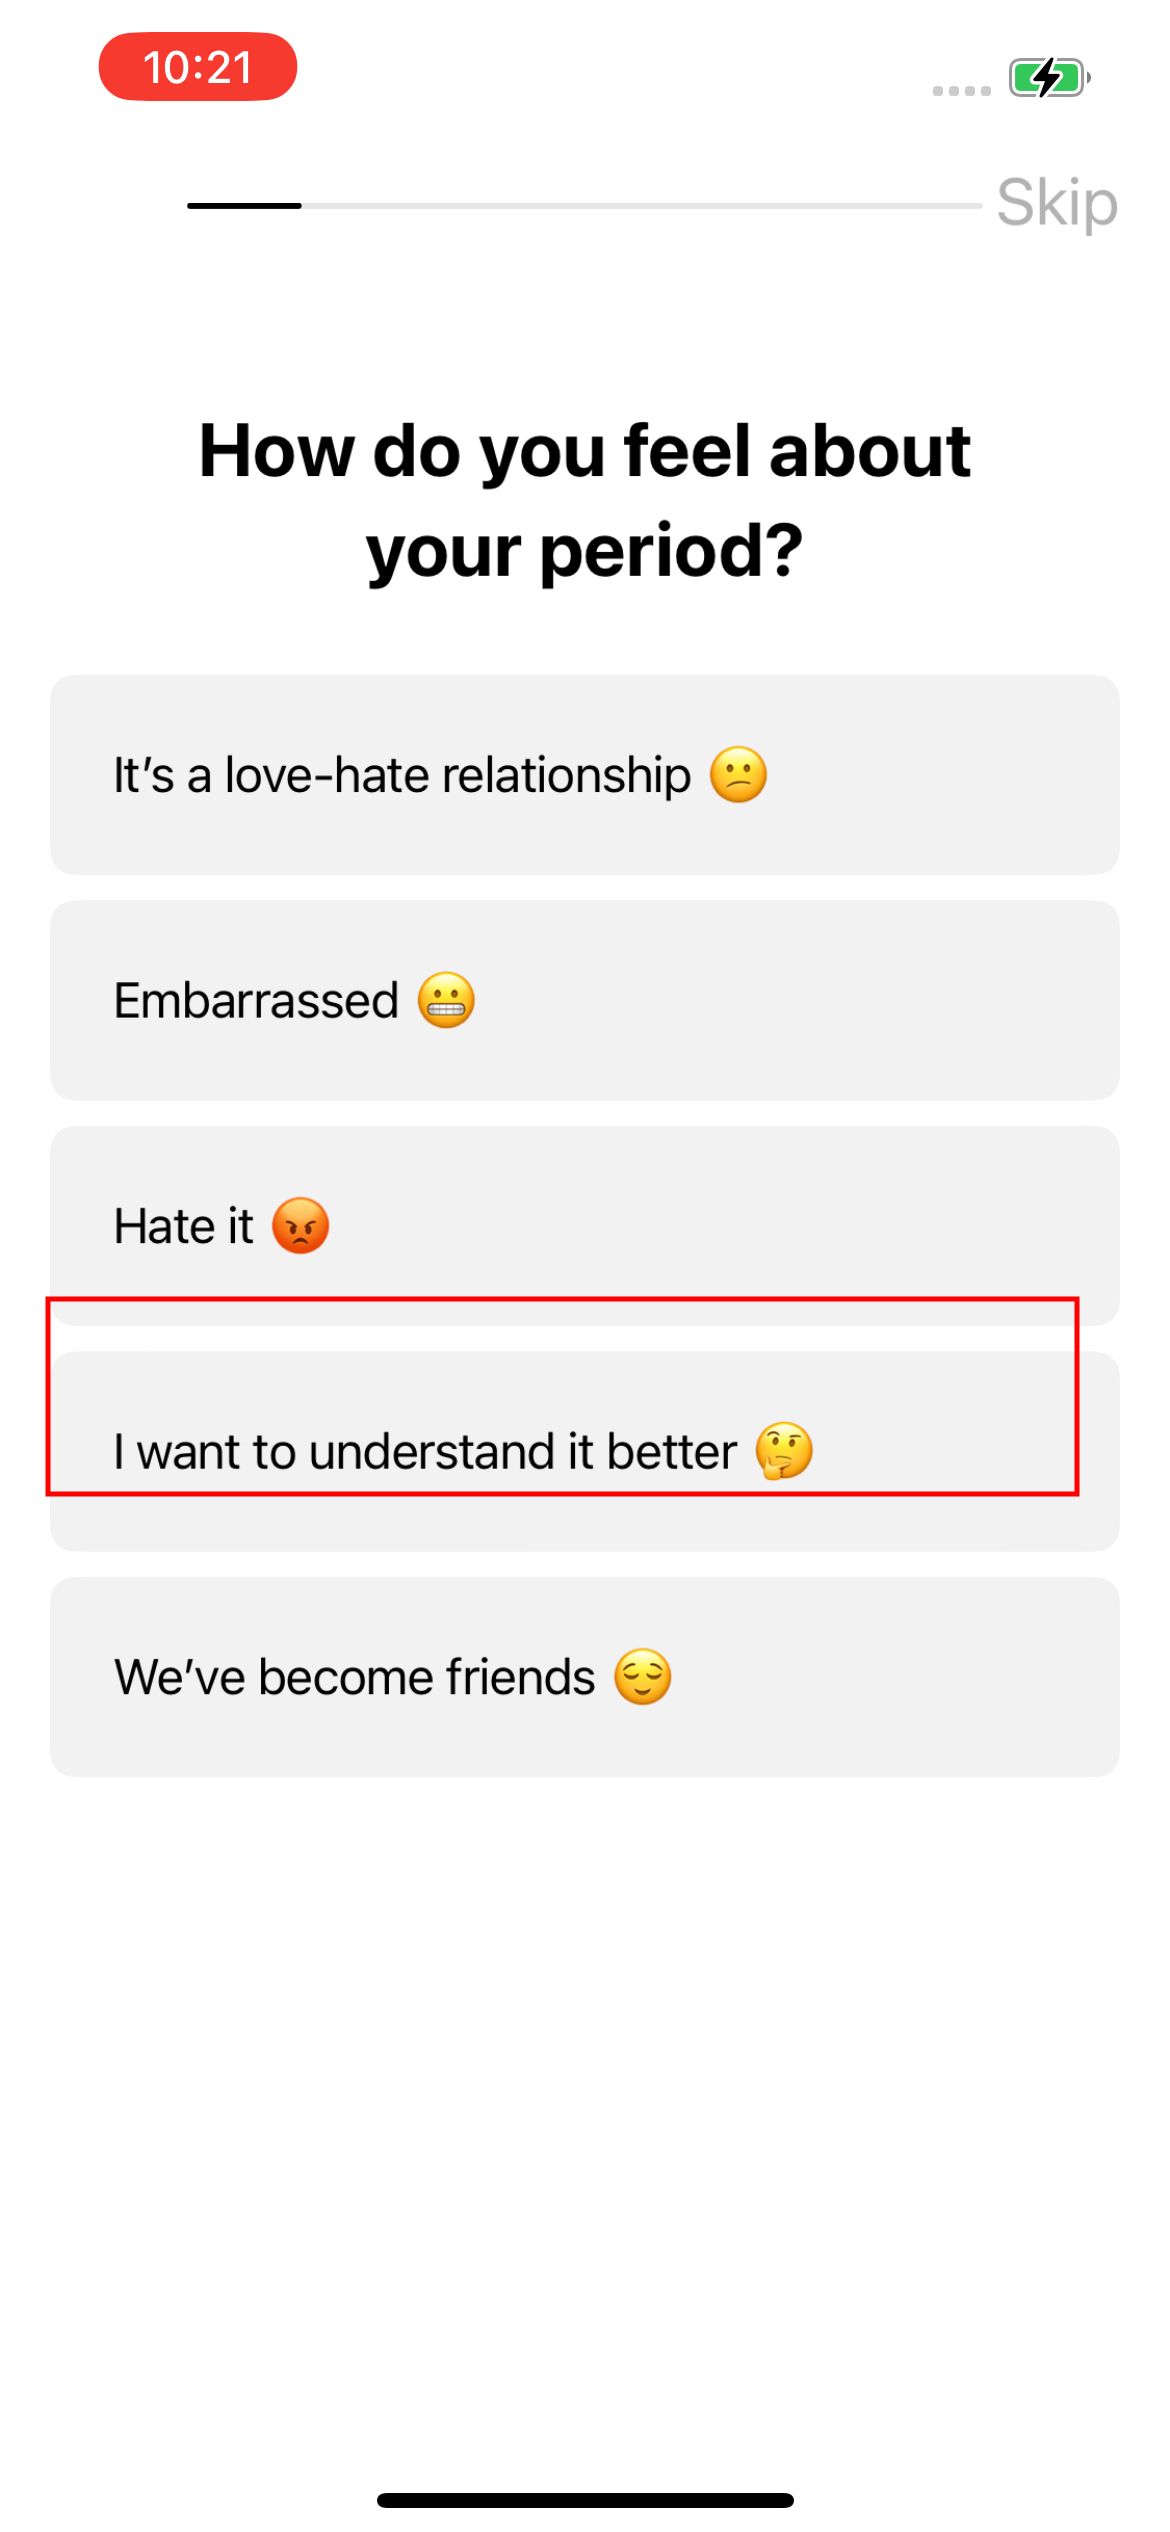 10:21
Skip
How do you feel about
your period?
It’s a love-hate relationship 😕
Embarrassed 😬
Hate it 😡
I want to understand it better 🤔
We’ve become friends 😌